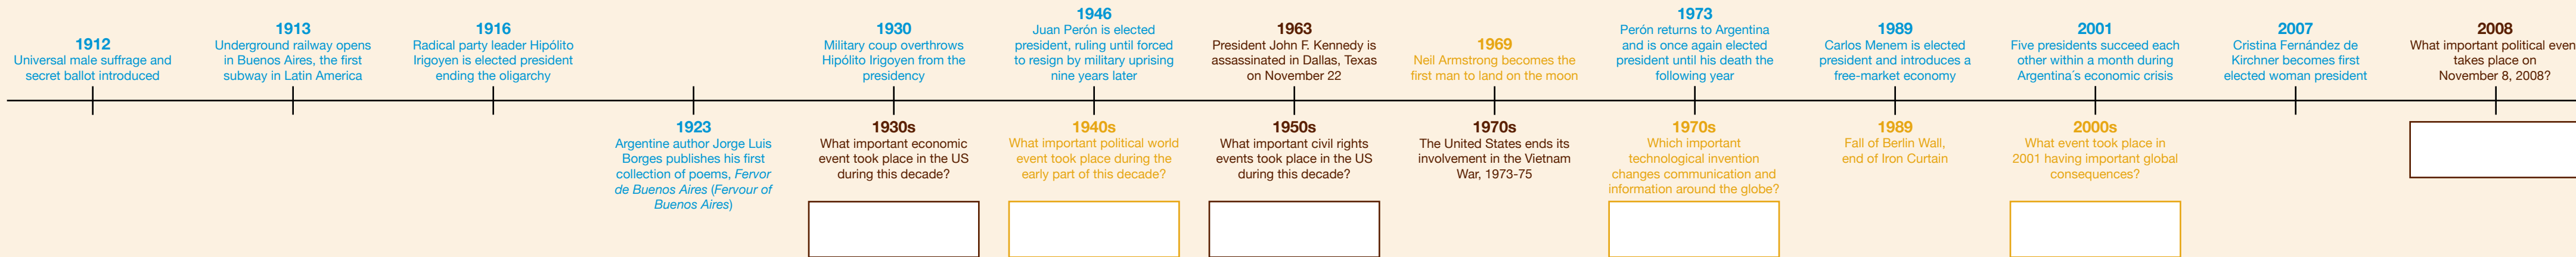 1912
Universal male suffrage and
secret ballot introduced
1913
Underground railway opens
in Buenos Aires, the first
subway in Latin America
1916
Radical party leader Hipólito
Irigoyen is elected president
ending the oligarchy
1923
Argentine author Jorge Luis
Borges publishes his first
collection of poems, Fervor
de Buenos Aires (Fervour of
Buenos Aires)
1930
Military coup overthrows
Hipólito Irigoyen from the
presidency
1930s
What important economic
event took place in the US
during this decade?
1946
Juan Perón is elected
president, ruling until forced
to resign by military uprising
nine years later
1940s
What important political world
event took place during the
early part of this decade?
1963
President John F. Kennedy is
assassinated in Dallas, Texas
on November 22
1950s
What important civil rights
events took place in the US
during this decade?
1969
Neil Armstrong becomes the
first man to land on the moon
1970s
The United States ends its
involvement in the Vietnam
War, 1973-75
1973
Perón returns to Argentina
and is once again elected
president until his death the
following year
1970s
Which important
technological invention
changes communication and
information around the globe?
1989
Carlos Menem is elected
president and introduces a
free-market economy
1989
Fall of Berlin Wall,
end of Iron Curtain
2001
Five presidents succeed each
other within a month during
Argentina´s economic crisis
2000s
What event took place in
2001 having important global
consequences?
2007
Cristina Fernández de
Kirchner becomes first
elected woman president
2008
What important political even
takes place on
November 8, 2008?